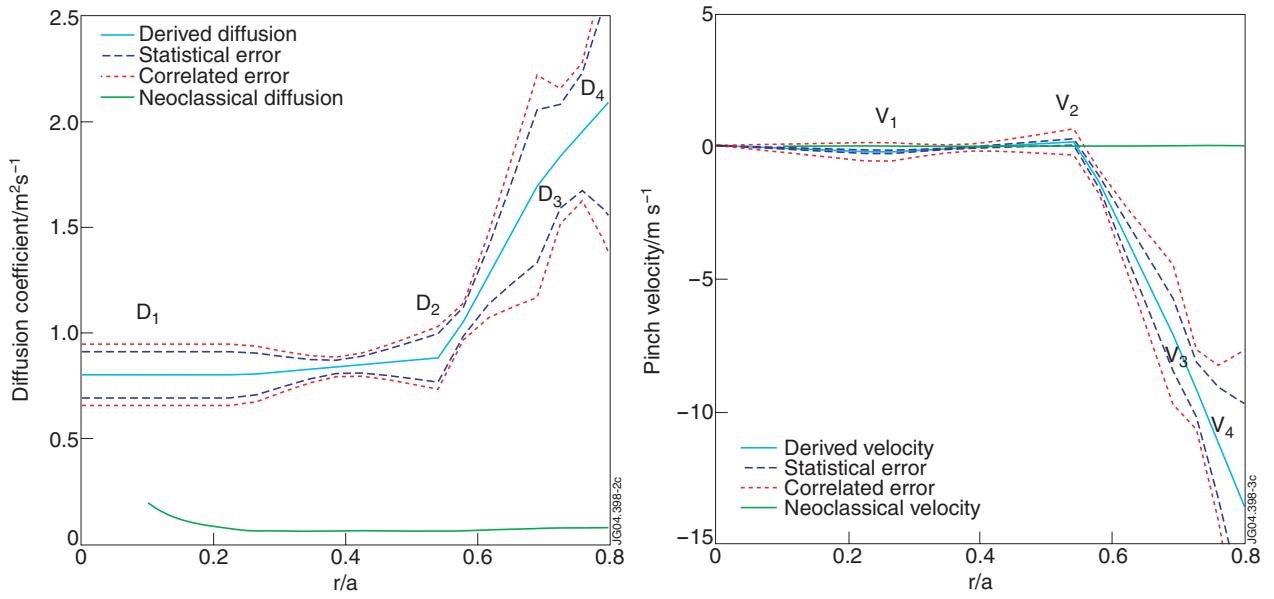 2.5
Derived diffusion
Statistical error
Correlated error
Neoclassical diffusion
D4
2.0
D3
1.5
D2
D1
1.0
0.5
0
0 0.2 0.4 0.6 0.8
Diffusion coefficient/m²s⁻¹
r/a
JG04.398-2c
5
V1
V2
0
−5
V3
V4
−10
Derived velocity
Statistical error
Correlated error
Neoclassical velocity
−15
0 0.2 0.4 0.6 0.8
Pinch velocity/m s⁻¹
r/a
JG04.398-3c